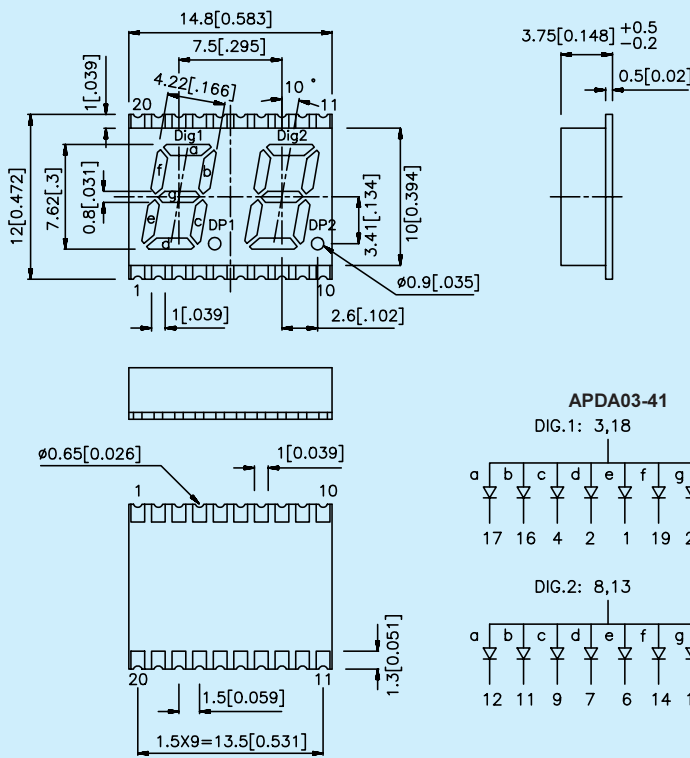 14.8[0.583]
7.5[.295]
4.22[.166]
10°
1[.039]
20
11
Dig1
Dig2
a
f
b
g
e
c
d
DP1
DP2
12[0.472]
7.62[.3]
0.8[.031]
3.41[.134]
10[0.394]
1
10
ø0.9[.035]
1[.039]
2.6[.102]
3.75[0.148] +0.5 −0.2
0.5[0.02]
ø0.65[0.026]
1[0.039]
1
10
20
11
1.5[0.059]
1.3[0.051]
1.5X9=13.5[0.531]
APDA03-41
DIG.1: 3,18
a b c d e f g
17 16 4 2 1 19
DIG.2: 8,13
a b c d e f g
12 11 9 7 6 14